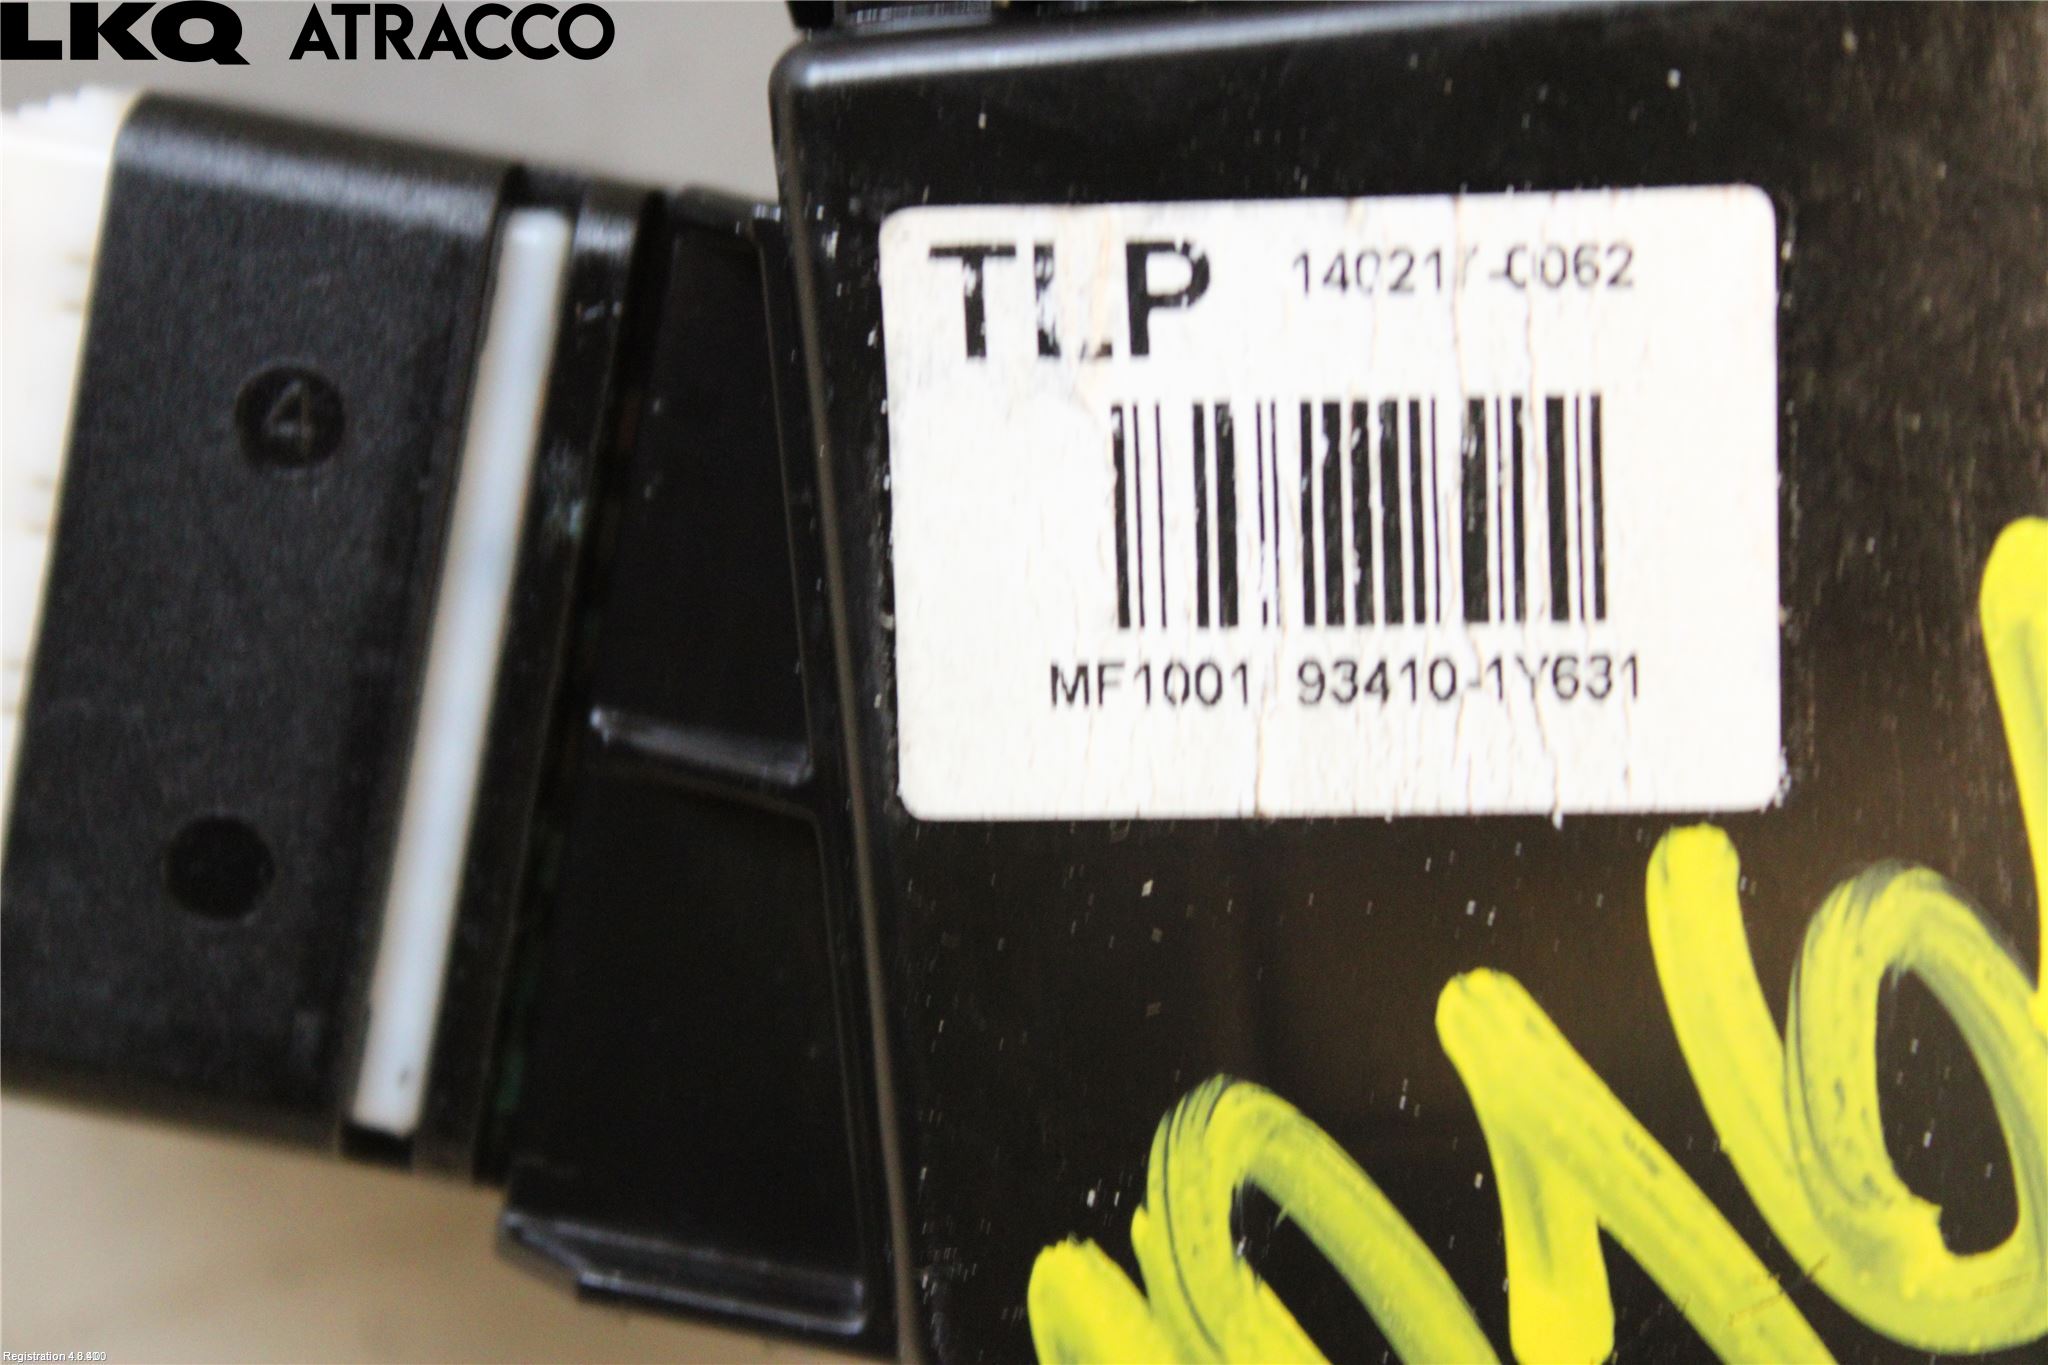 LKQ ATRACCO
TLP 140217-0062
MF1001 93410-1Y631
4